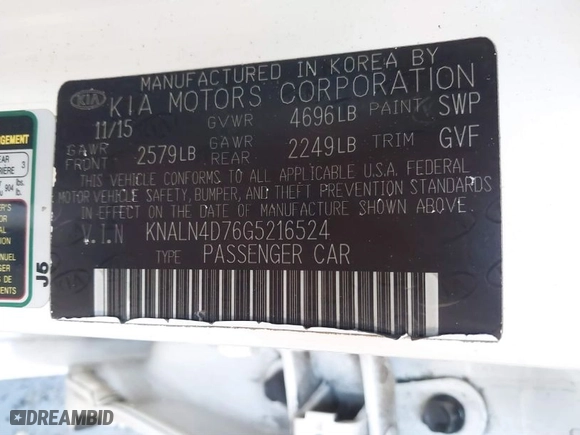 MANUFACTURED IN KOREA BY
KIA KIA MOTORS CORPORATION
11/15 GVWR 4696LB PAINT SWP
GAWR FRONT 2579LB GAWR REAR 2249LB TRIM GVF
THIS VEHICLE CONFORMS TO ALL APPLICABLE U.S.A. FEDERAL
MOTOR VEHICLE SAFETY, BUMPER, AND THEFT PREVENTION STANDARDS
IN EFFECT ON THE DATE OF MANUFACTURE SHOWN ABOVE.
V.I.N KNALN4D76G5216524
TYPE PASSENGER CAR
J5
DREAMBID